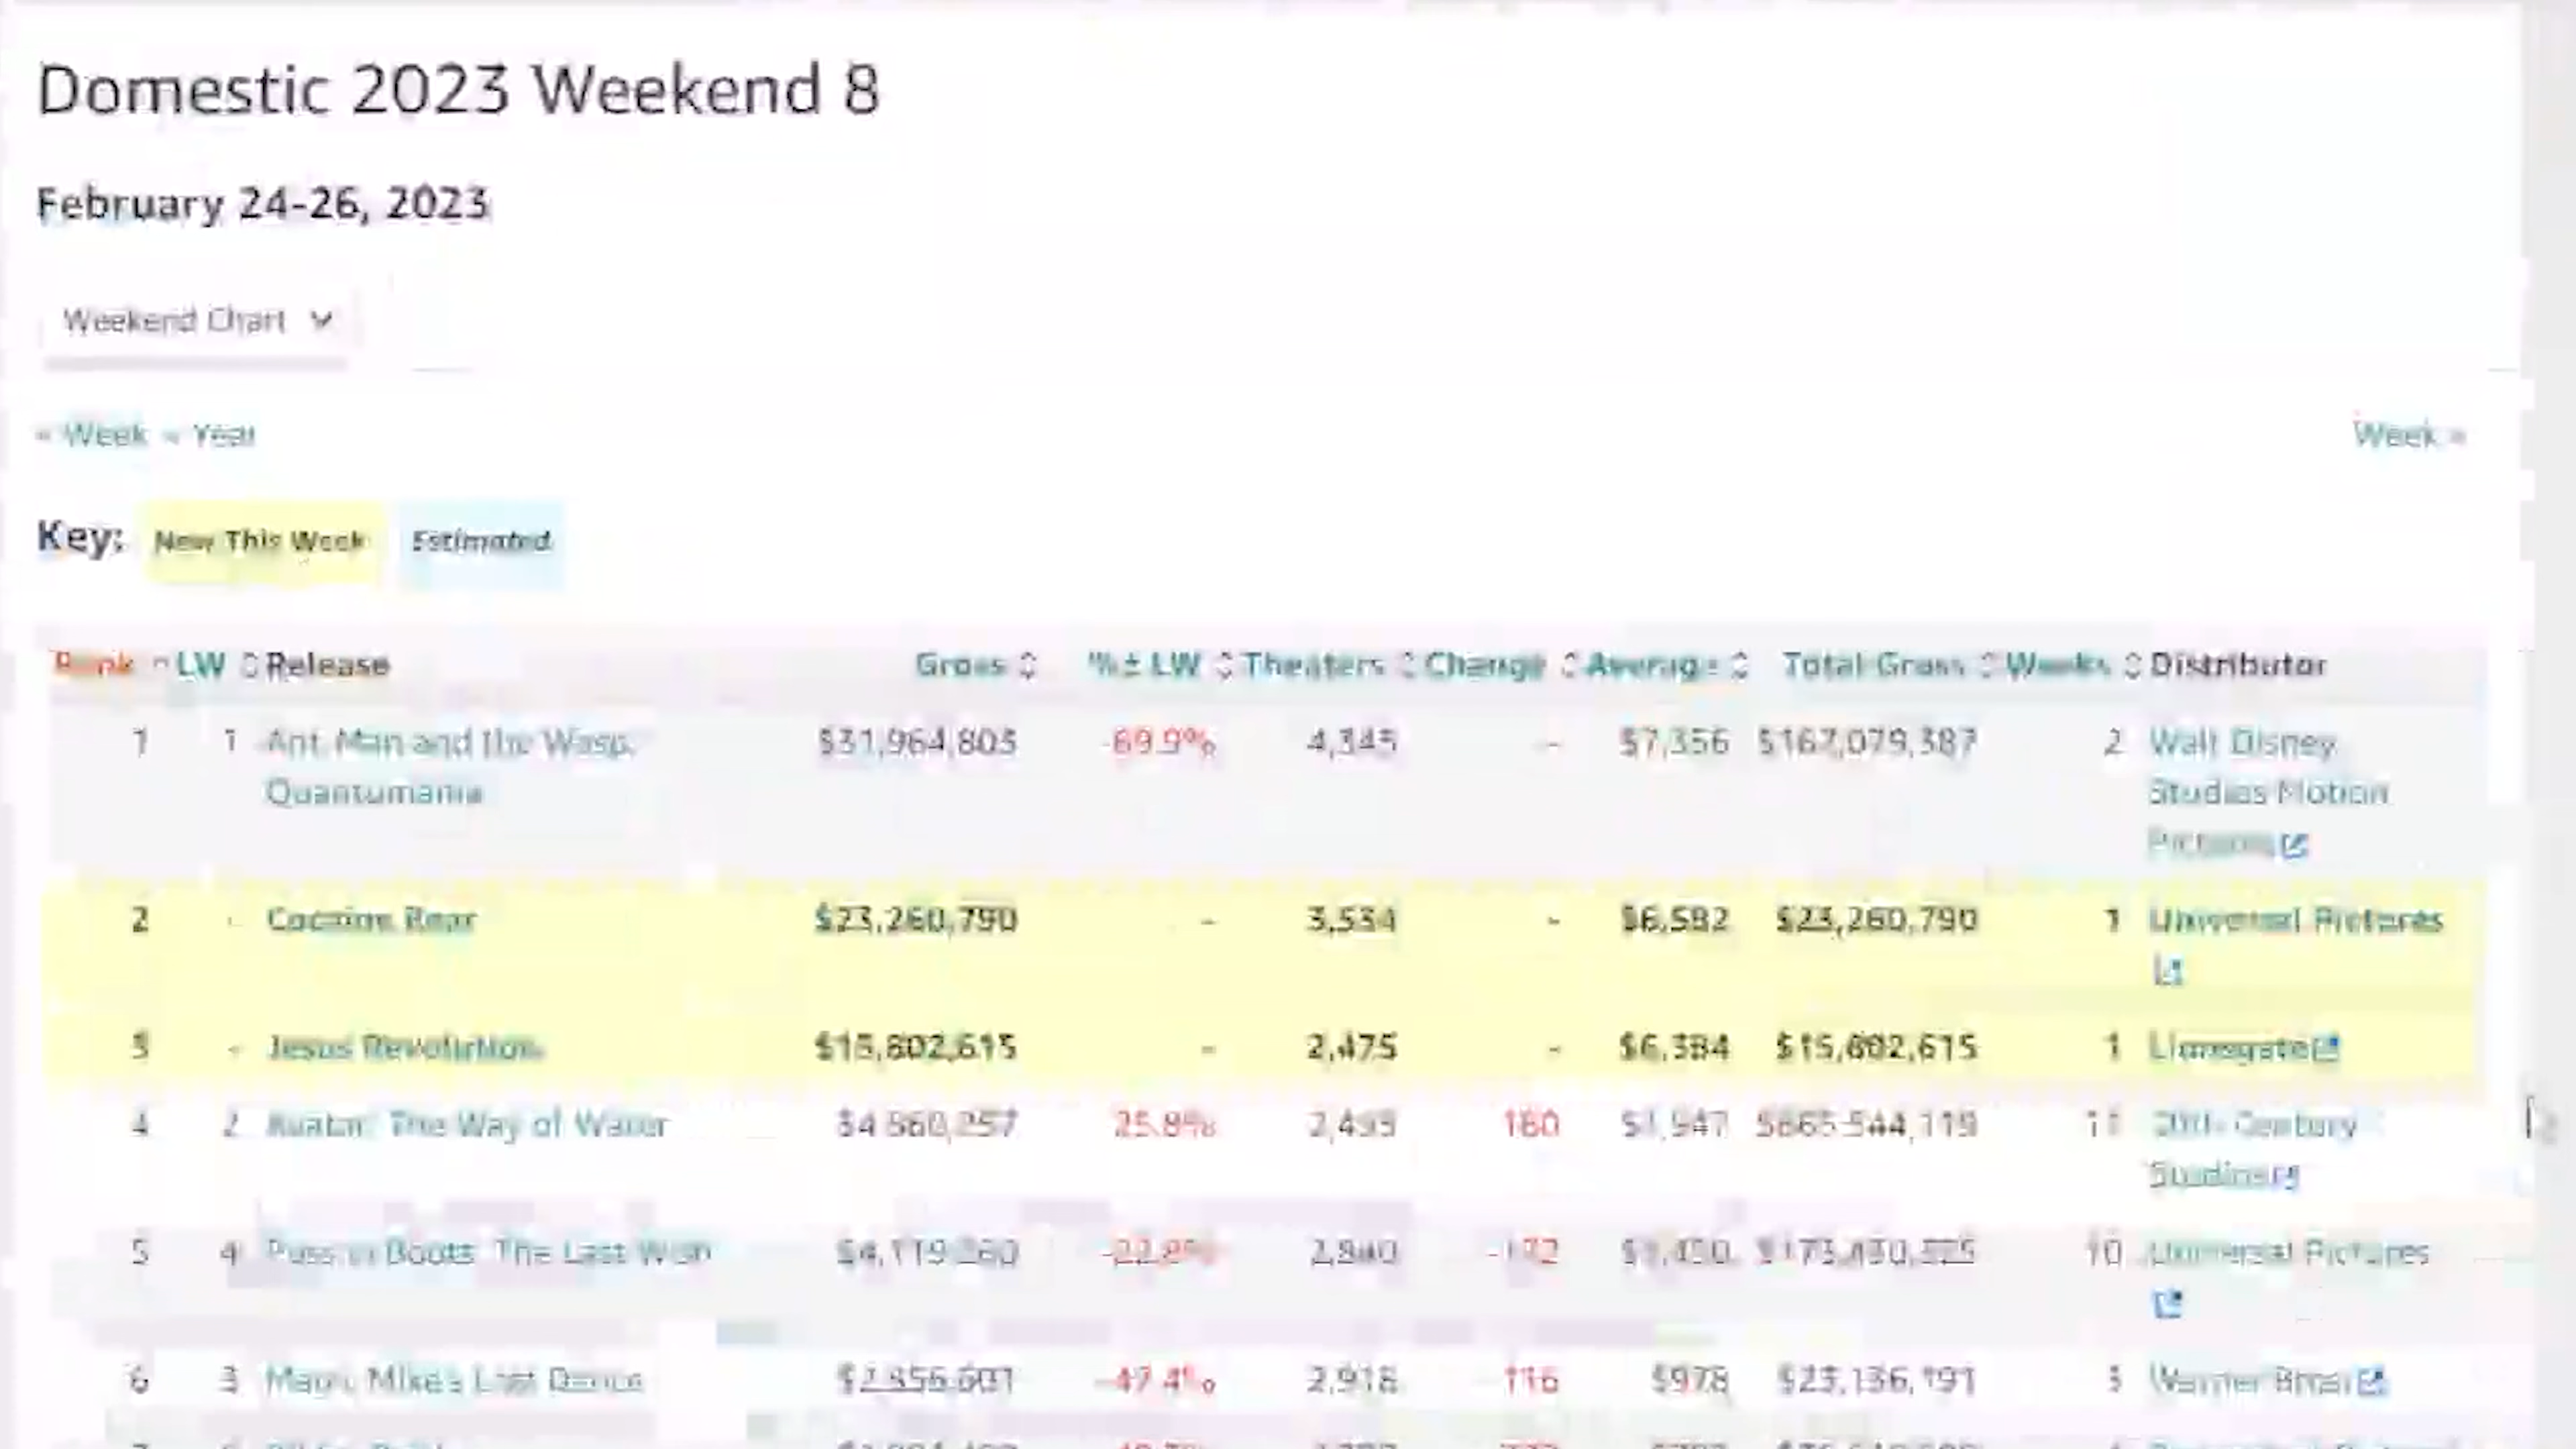 Domestic 2023 Weekend 8
February 24-26, 2023
Weekend Chart
« Week « Year Week »
Key: New This Week Estimated
Rank LW Release Gross %± LW Theaters Change Average Total Gross Weeks Distributor
1 1 Ant-Man and the Wasp: $31,964,803 -69.9% 4,345 - $7,356 $167,079,387 2 Walt Disney
Quantumania Studios Motion
Pictures
2 - Cocaine Bear $23,260,790 - 3,534 - $6,582 $23,260,790 1 Universal Pictures
3 - Jesus Revolution $15,802,615 - 2,475 - $6,384 $15,802,615 1 Lionsgate
4 2 Avatar: The Way of Water 11 20th Century
Studios
5 4 Puss in Boots: The Last Wish 10 Universal Pictures
6 3 Magic Mike's Last Dance -47.4% $978 $23,136,191 3 Warner Bros.